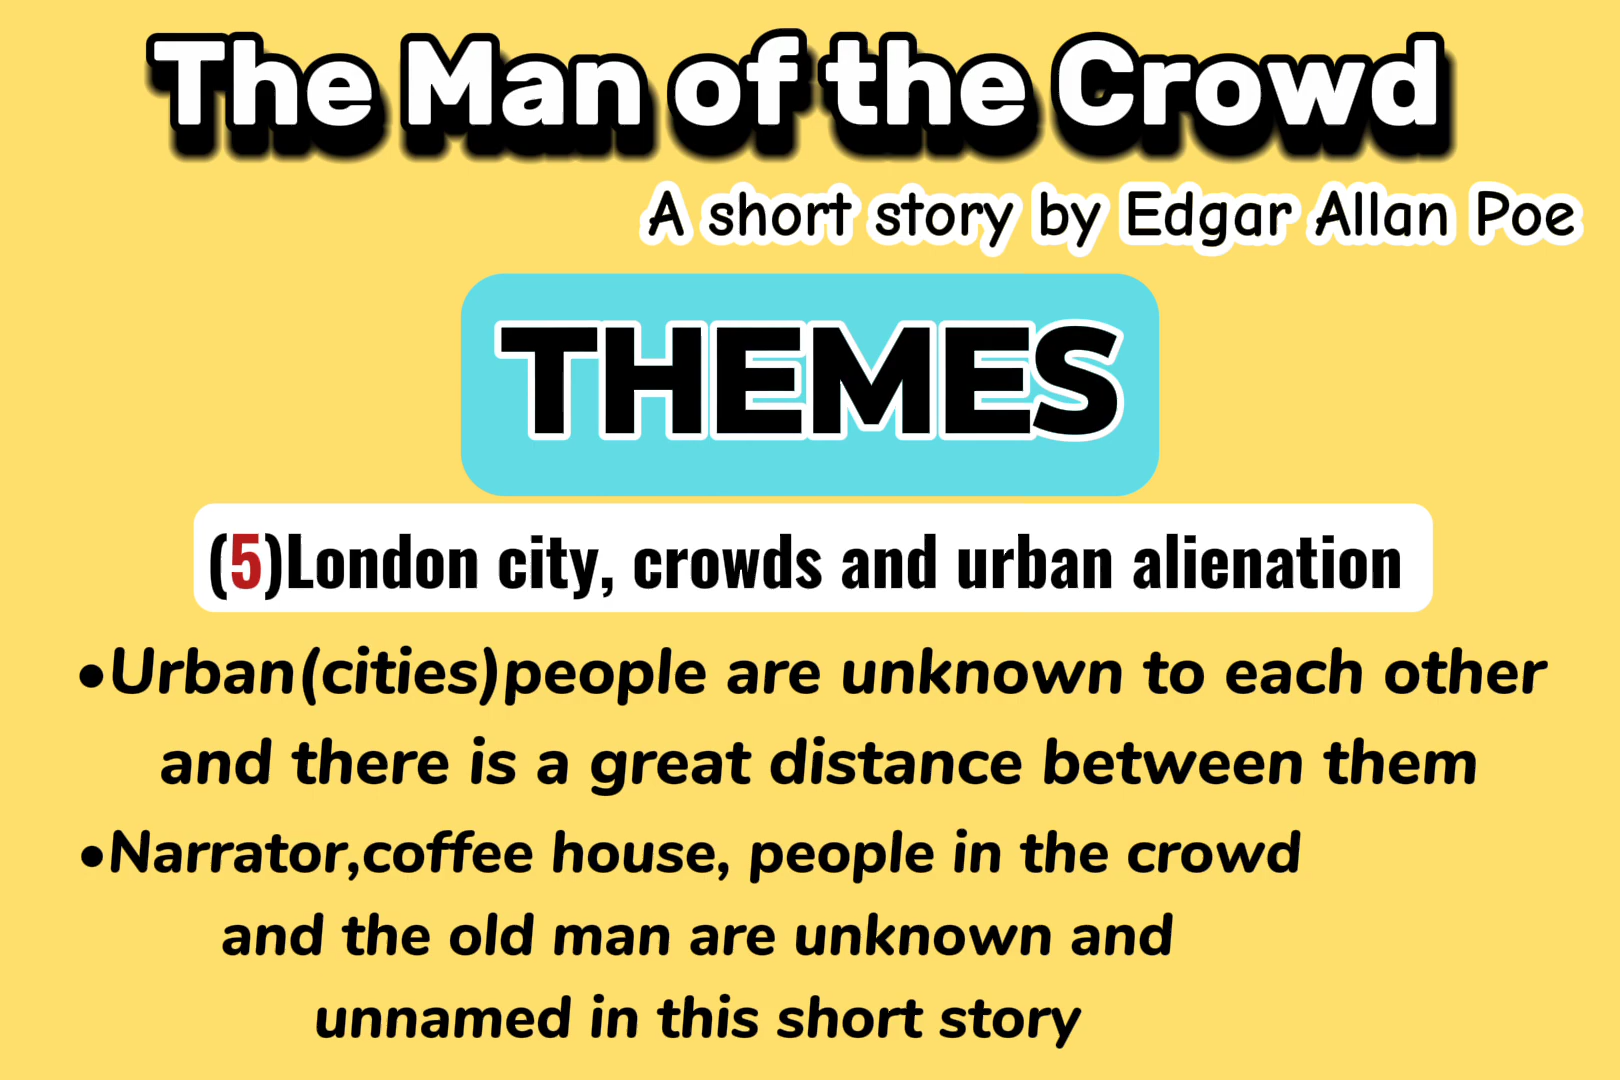 The Man of the Crowd
A short story by Edgar Allan Poe
THEMES
(5)London city, crowds and urban alienation
•Urban(cities)people are unknown to each other
and there is a great distance between them
•Narrator,coffee house, people in the crowd
and the old man are unknown and
unnamed in this short story